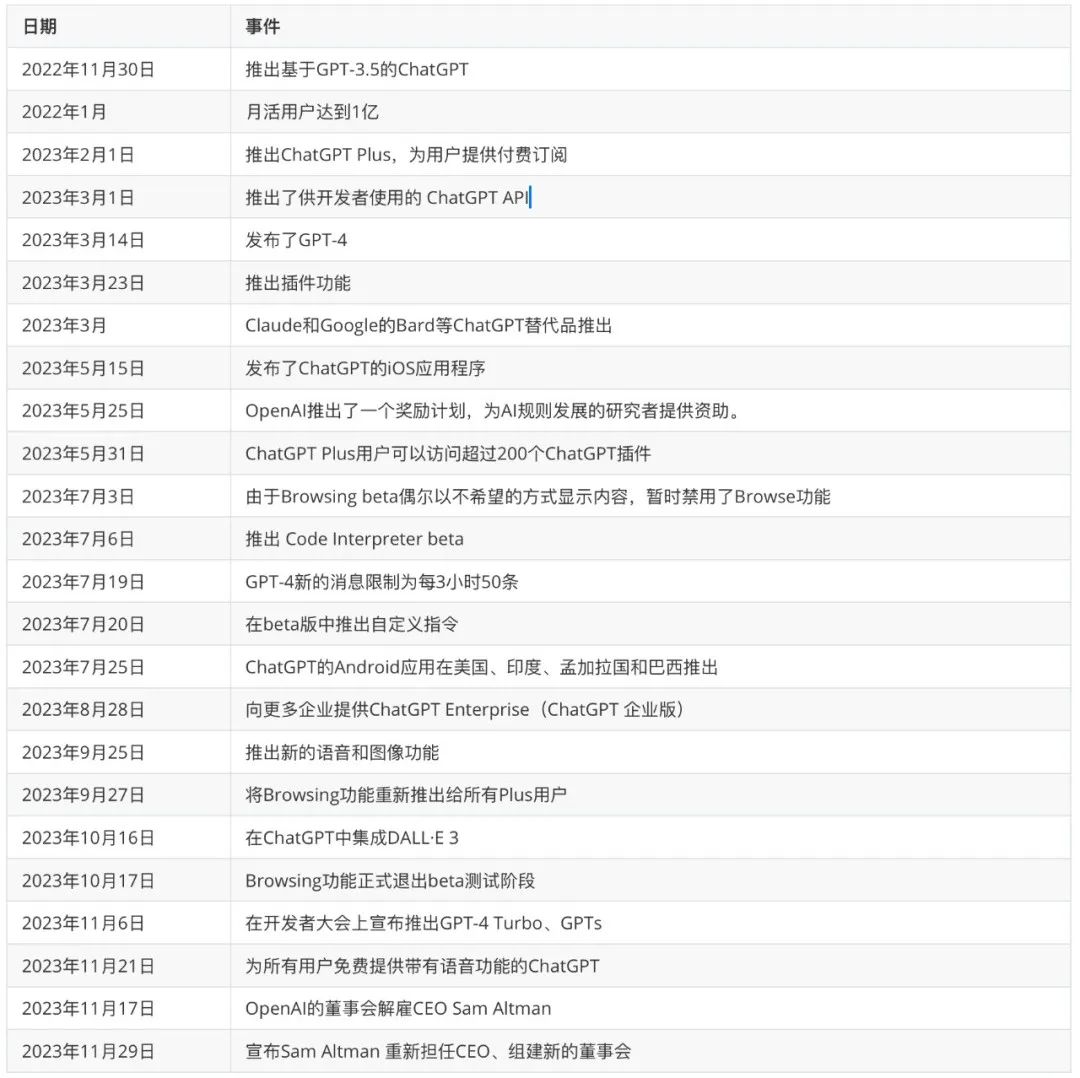 日期 事件
2022年11月30日 推出基于GPT-3.5的ChatGPT
2022年1月 月活用户达到1亿
2023年2月1日 推出ChatGPT Plus，为用户提供付费订阅
2023年3月1日 推出了供开发者使用的 ChatGPT API
2023年3月14日 发布了GPT-4
2023年3月23日 推出插件功能
2023年3月 Claude和Google的Bard等ChatGPT替代品推出
2023年5月15日 发布了ChatGPT的iOS应用程序
2023年5月25日 OpenAI推出了一个奖励计划，为AI规则发展的研究者提供资助。
2023年5月31日 ChatGPT Plus用户可以访问超过200个ChatGPT插件
2023年7月3日 由于Browsing beta偶尔以不希望的方式显示内容，暂时禁用了Browse功能
2023年7月6日 推出 Code Interpreter beta
2023年7月19日 GPT-4新的消息限制为每3小时50条
2023年7月20日 在beta版中推出自定义指令
2023年7月25日 ChatGPT的Android应用在美国、印度、孟加拉国和巴西推出
2023年8月28日 向更多企业提供ChatGPT Enterprise（ChatGPT 企业版）
2023年9月25日 推出新的语音和图像功能
2023年9月27日 将Browsing功能重新推出给所有Plus用户
2023年10月16日 在ChatGPT中集成DALL·E 3
2023年10月17日 Browsing功能正式退出beta测试阶段
2023年11月6日 在开发者大会上宣布推出GPT-4 Turbo、GPTs
2023年11月21日 为所有用户免费提供带有语音功能的ChatGPT
2023年11月17日 OpenAI的董事会解雇CEO Sam Altman
2023年11月29日 宣布Sam Altman 重新担任CEO、组建新的董事会